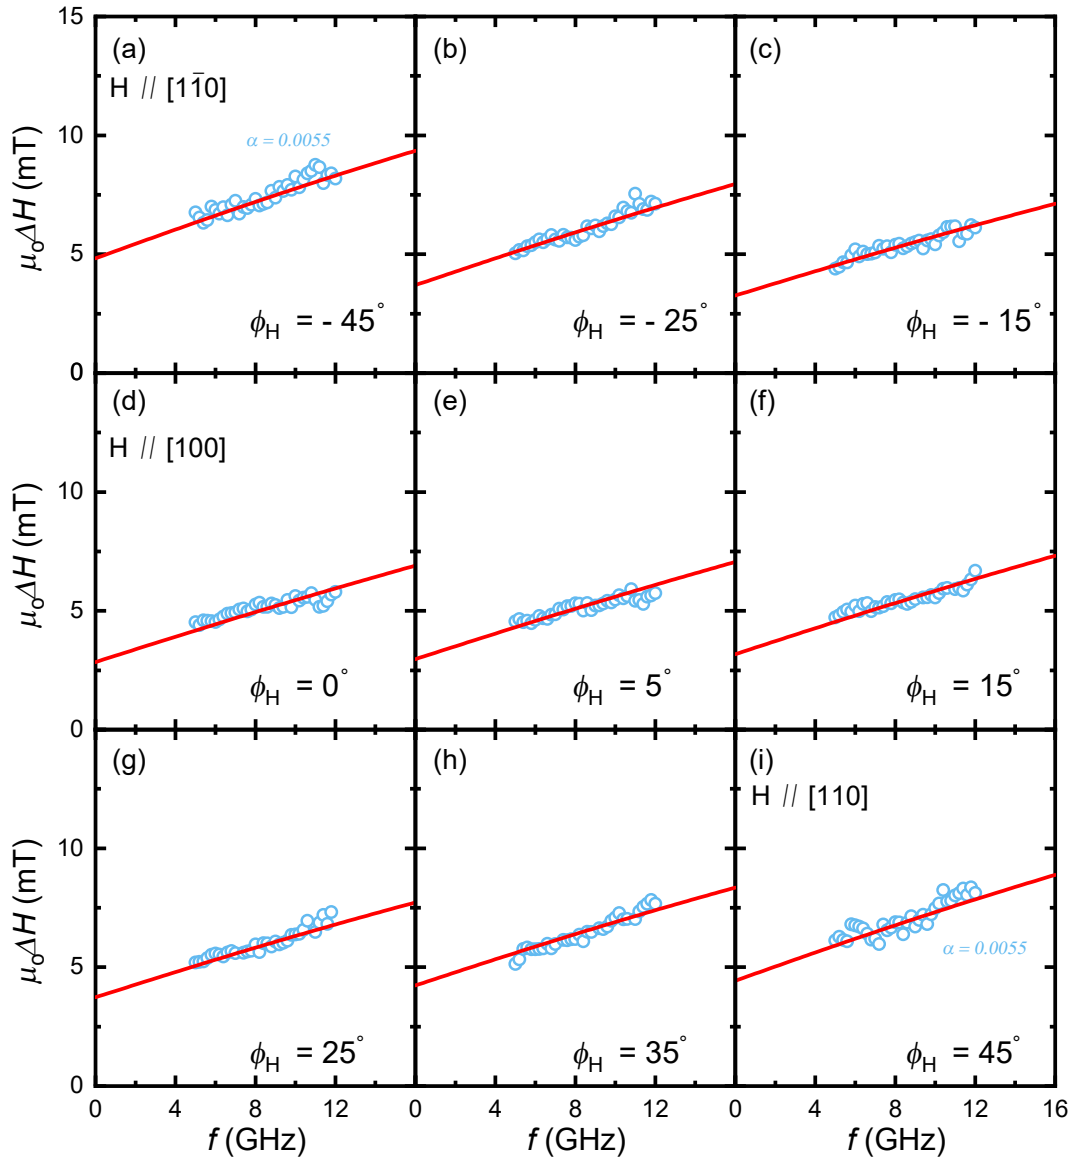 15
(a)
(b)
(c)
H // [11̄0]
α = 0.0055
10
μ₀ΔH (mT)
5
ϕH = - 45°
ϕH = - 25°
ϕH = - 15°
0
(d)
(e)
(f)
H // [100]
10
μ₀ΔH (mT)
5
ϕH = 0°
ϕH = 5°
ϕH = 15°
0
(g)
(h)
(i)
H // [110]
10
μ₀ΔH (mT)
5
α = 0.0055
ϕH = 25°
ϕH = 35°
ϕH = 45°
0
0 4 8 12 0 4 8 12 0 4 8 12 16
f (GHz) f (GHz) f (GHz)